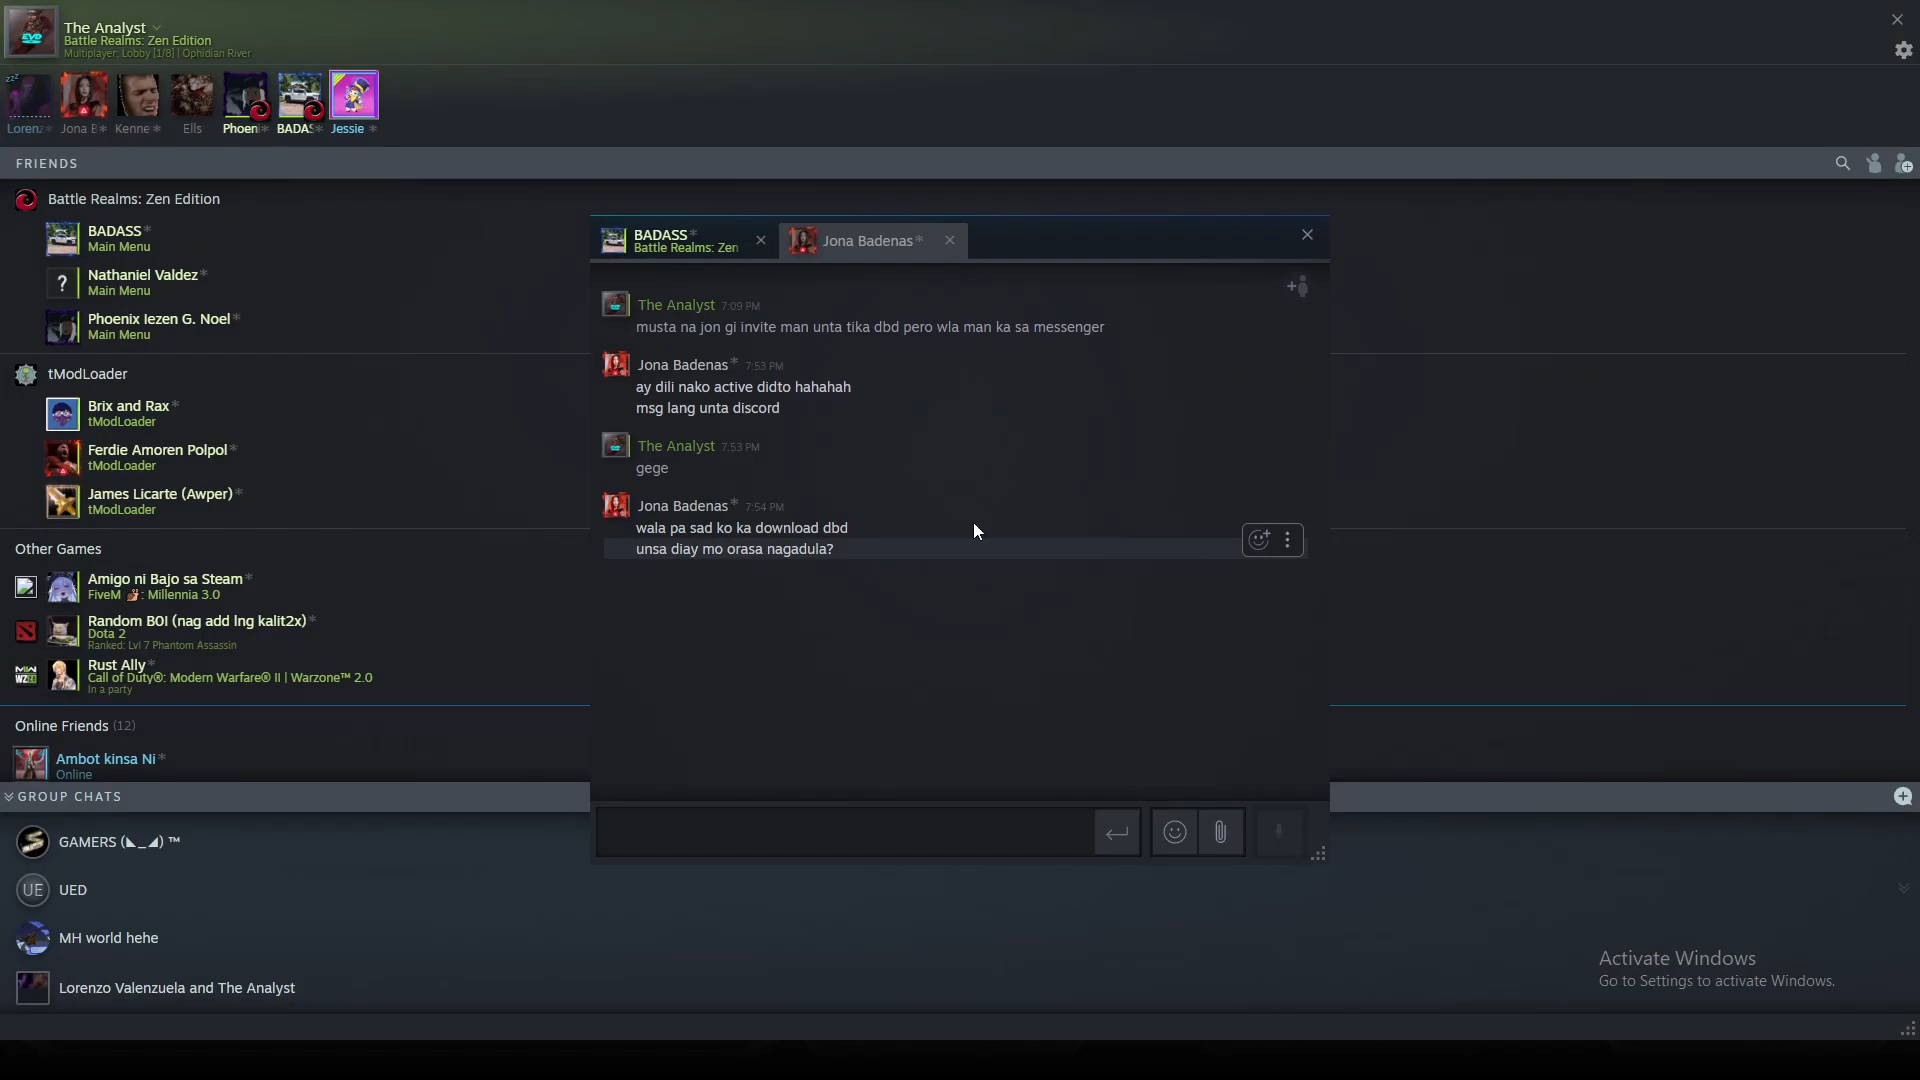 The Analyst
Battle Realms: Zen Edition
Multiplayer: Lobby [1/8] | Ophidian River
zzz
Lorenz*
Jona B*
Kenne*
Ells
Phoeni*
BADAS*
Jessie *
FRIENDS
Battle Realms: Zen Edition
BADASS*
Main Menu
Nathaniel Valdez*
Main Menu
Phoenix Iezen G. Noel*
Main Menu
tModLoader
Brix and Rax*
tModLoader
Ferdie Amoren Polpol*
tModLoader
James Licarte (Awper)*
tModLoader
Other Games
Amigo ni Bajo sa Steam*
FiveM 🐌: Millennia 3.0
Random B0I (nag add lng kalit2x)*
Dota 2
Ranked: Lvl 7 Phantom Assassin
Rust Ally*
Call of Duty®: Modern Warfare® II | Warzone™ 2.0
In a party
Online Friends (12)
Ambot kinsa Ni*
Online
GROUP CHATS
GAMERS (◣_◢) ™
UE UED
MH world hehe
Lorenzo Valenzuela and The Analyst
BADASS*
Battle Realms: Zen
Jona Badenas*
The Analyst 7:09 PM
musta na jon gi invite man unta tika dbd pero wla man ka sa messenger
Jona Badenas* 7:53 PM
ay dili nako active didto hahahah
msg lang unta discord
The Analyst 7:53 PM
gege
Jona Badenas* 7:54 PM
wala pa sad ko ka download dbd
unsa diay mo orasa nagadula?
Activate Windows
Go to Settings to activate Windows.